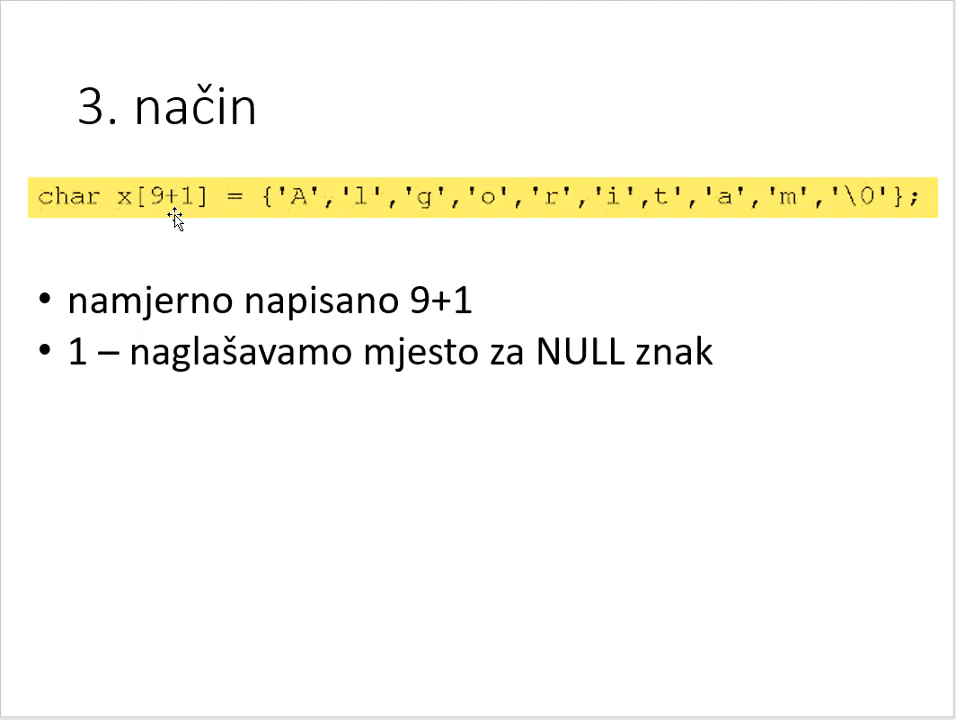 3. način
char x[9+1] = {'A','l','g','o','r','i',t','a','m','\0'};
• namjerno napisano 9+1
• 1 – naglašavamo mjesto za NULL znak